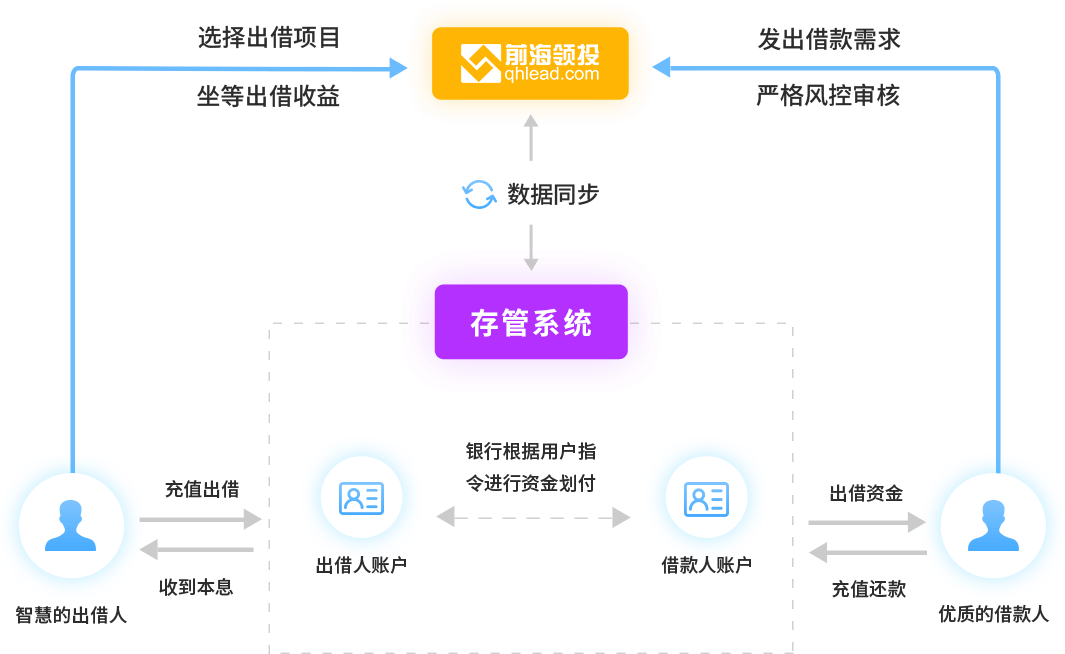 选择出借项目
坐等出借收益
前海领投
qhlead.com
发出借款需求
严格风控审核
数据同步
存管系统
银行根据用户指
令进行资金划付
充值出借
收到本息
智慧的出借人
出借人账户
借款人账户
出借资金
充值还款
优质的借款人